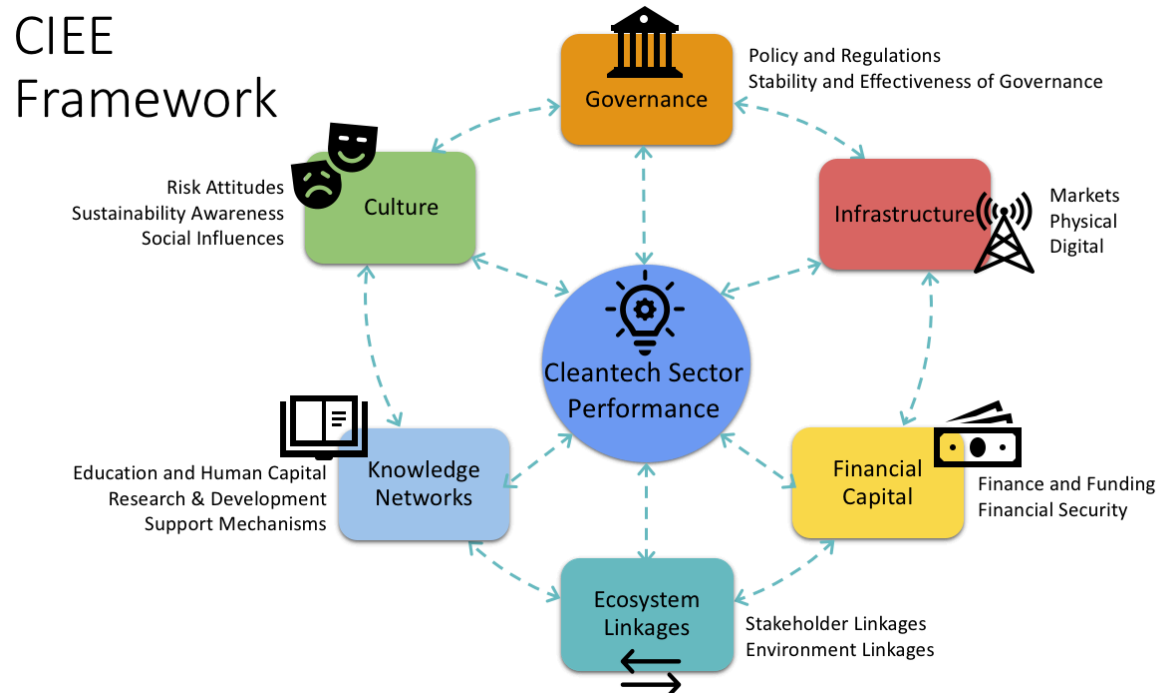 CIEE
Framework
Governance
Policy and Regulations
Stability and Effectiveness of Governance
Culture
Risk Attitudes
Sustainability Awareness
Social Influences
Infrastructure
Markets
Physical
Digital
Cleantech Sector
Performance
Knowledge
Networks
Education and Human Capital
Research & Development
Support Mechanisms
Financial
Capital
Finance and Funding
Financial Security
Ecosystem
Linkages
Stakeholder Linkages
Environment Linkages